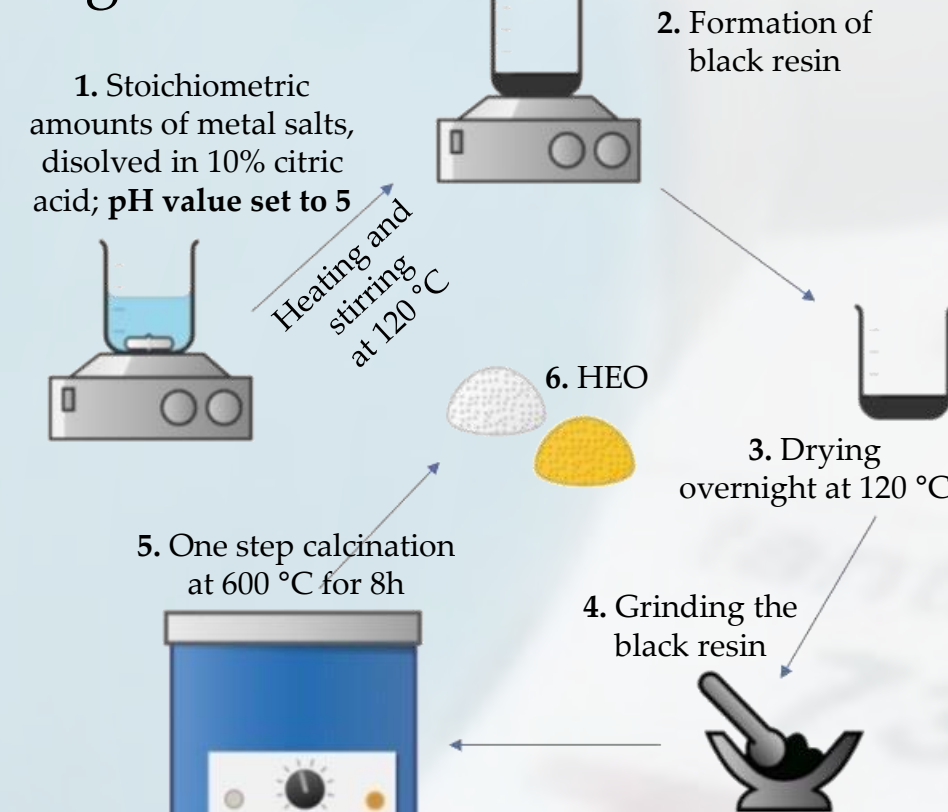 1. Stoichiometric
amounts of metal salts,
disolved in 10% citric
acid; pH value set to 5
Heating and
stirring
at 120 °C
2. Formation of
black resin
3. Drying
overnight at 120 °C
4. Grinding the
black resin
5. One step calcination
at 600 °C for 8h
6. HEO